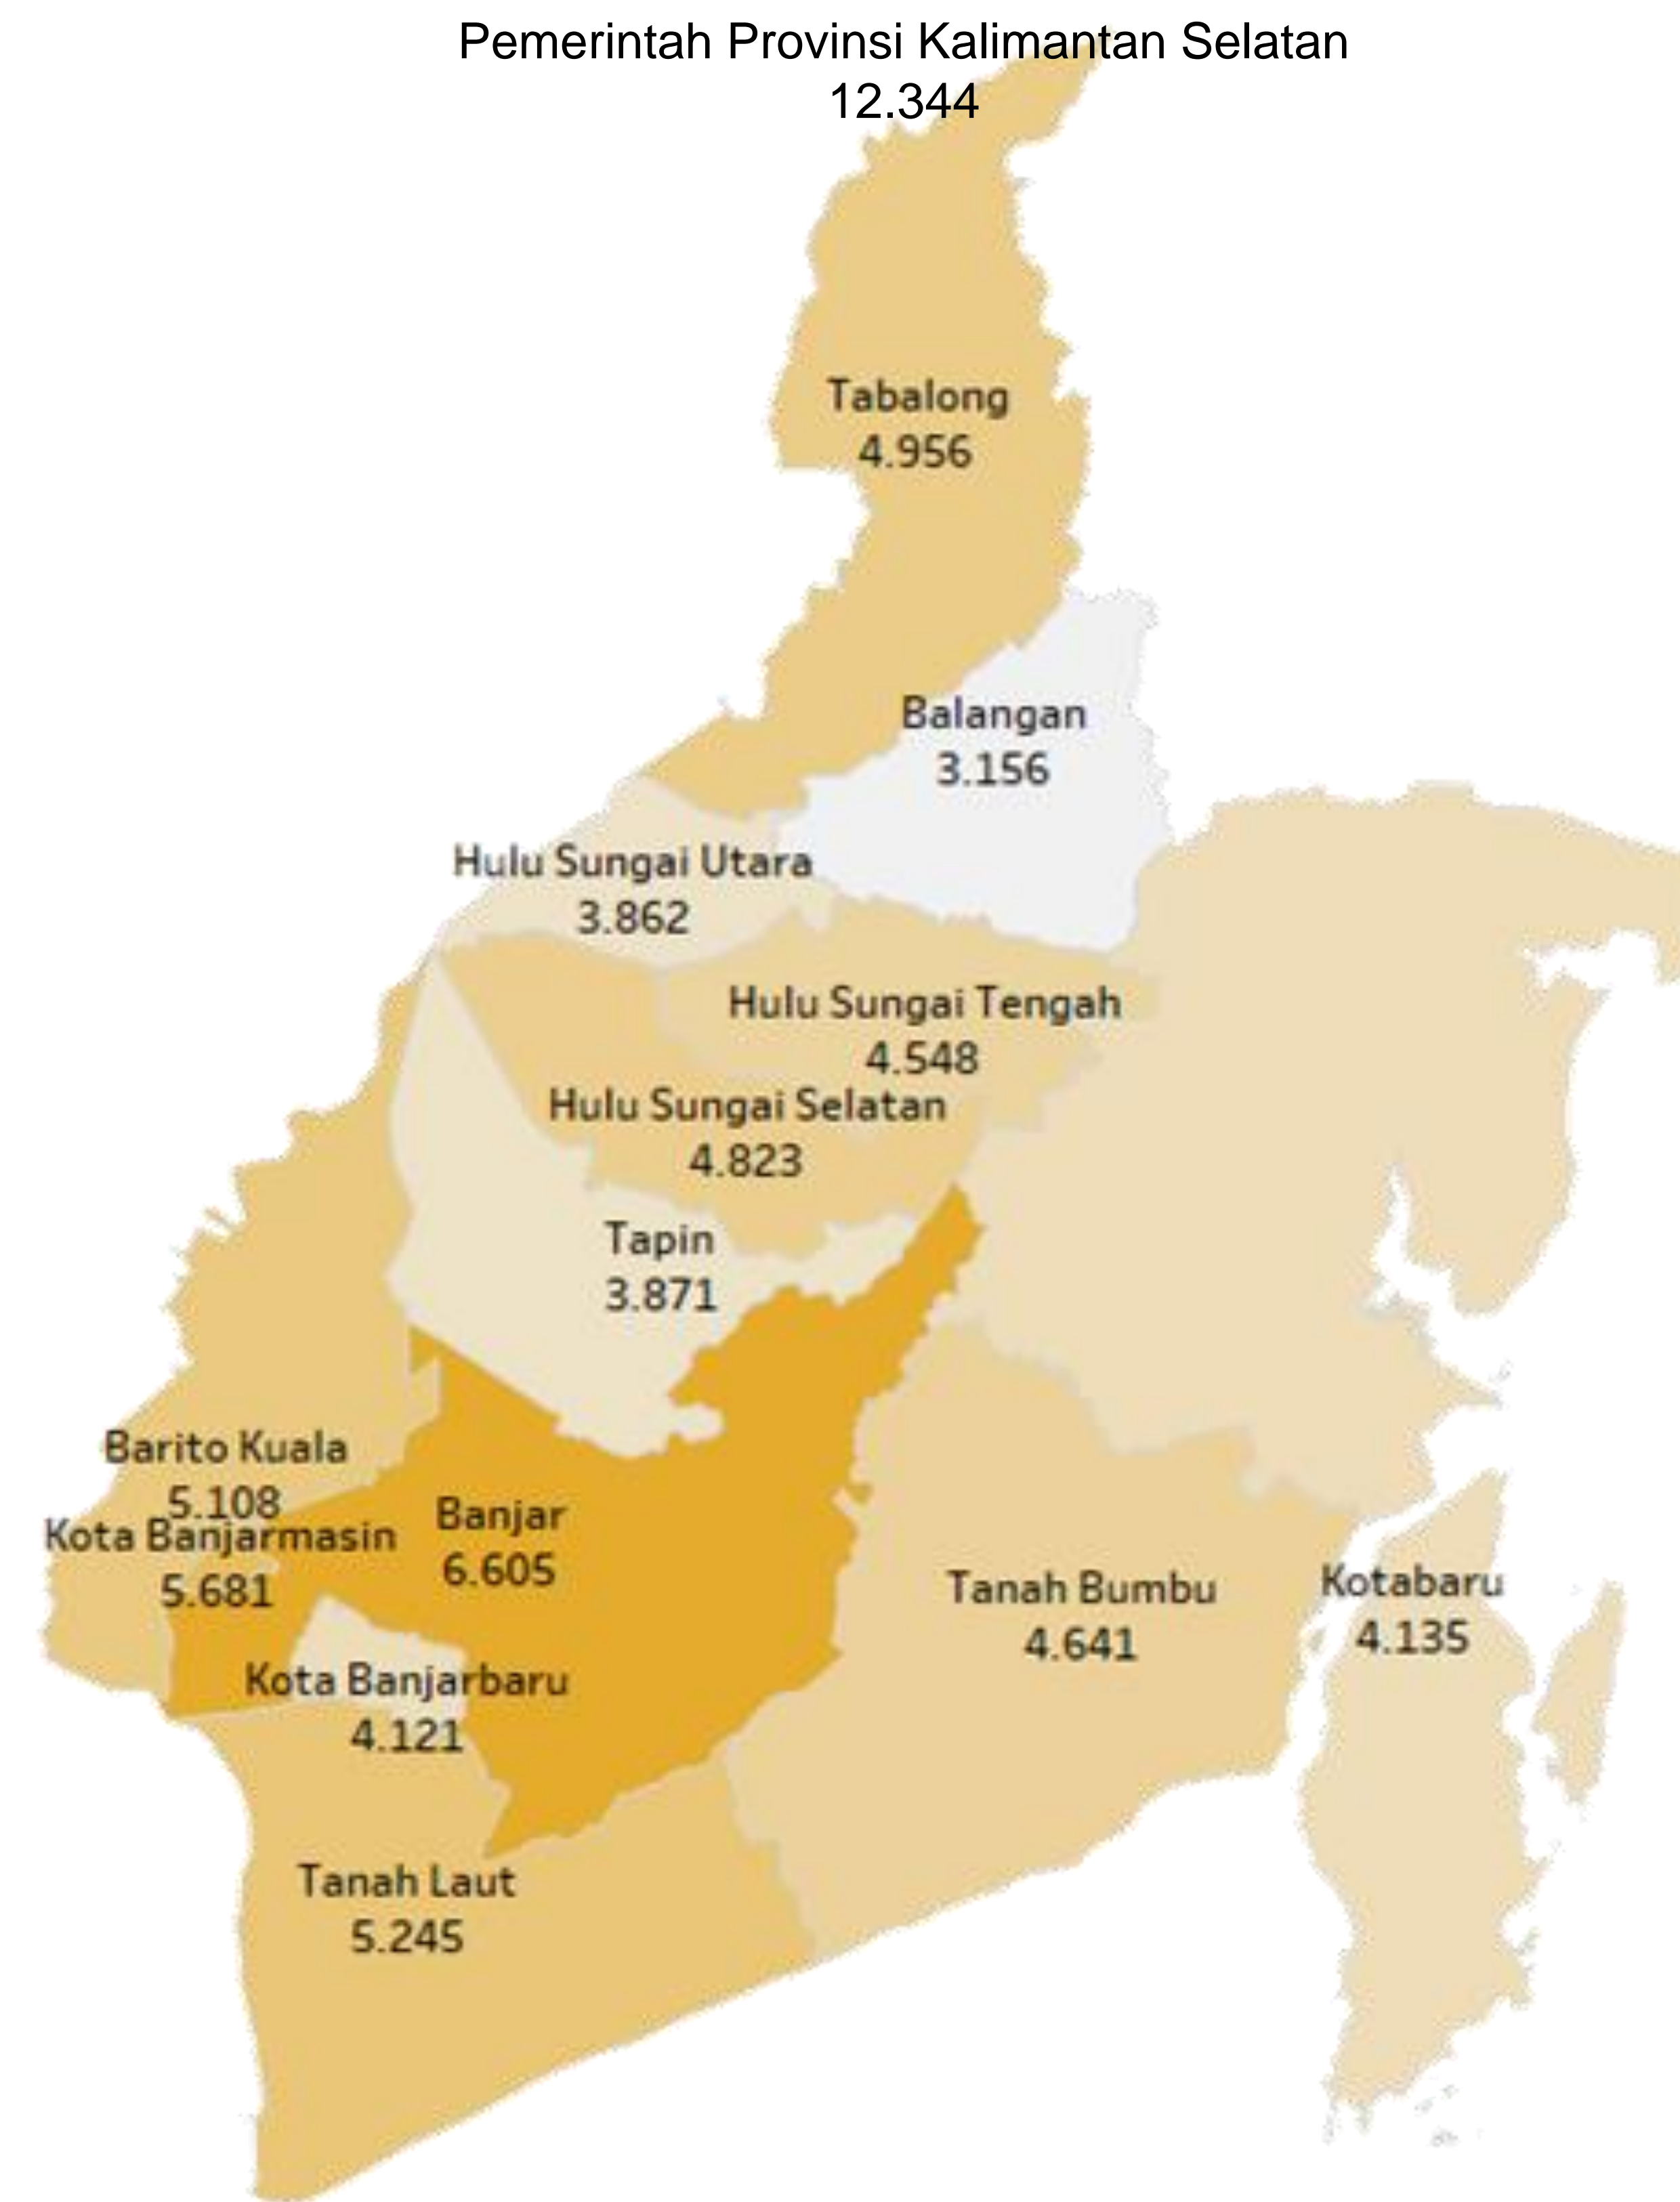 Pemerintah Provinsi Kalimantan Selatan
12.344
Tabalong
4.956
Balangan
3.156
Hulu Sungai Utara
3.862
Hulu Sungai Tengah
4.548
Hulu Sungai Selatan
4.823
Tapin
3.871
Barito Kuala
5.108
Kota Banjarmasin
5.681
Banjar
6.605
Tanah Bumbu
4.641
Kotabaru
4.135
Kota Banjarbaru
4.121
Tanah Laut
5.245